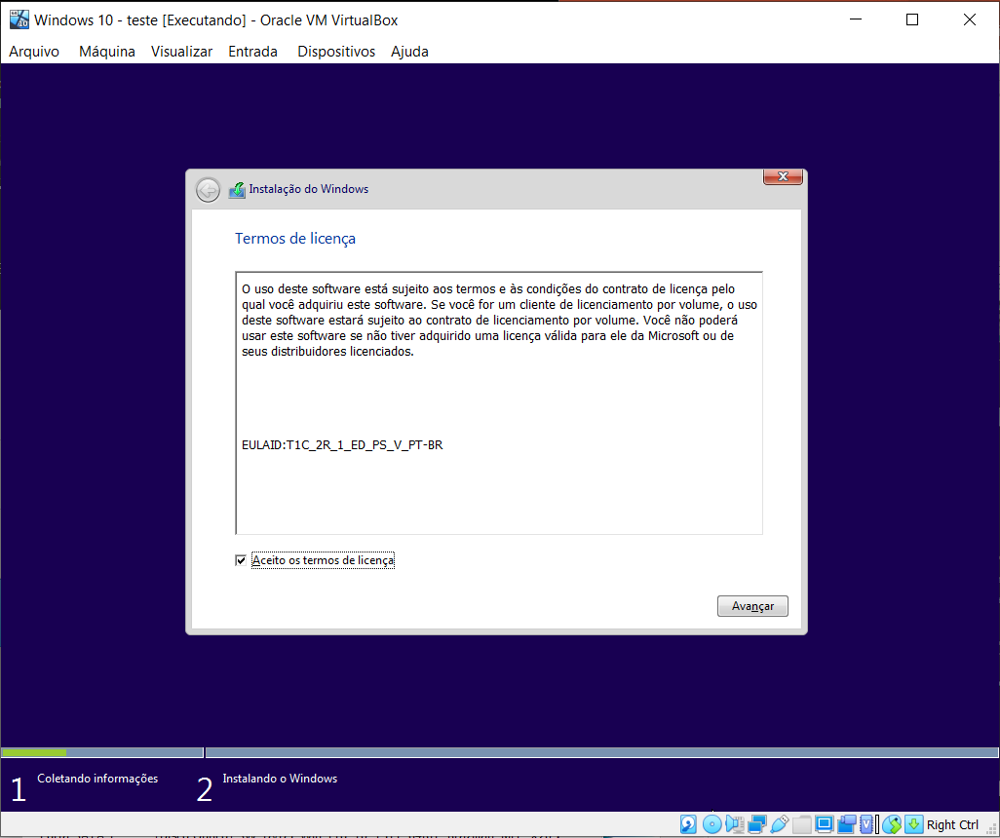 Windows 10 - teste [Executando] - Oracle VM VirtualBox
Arquivo Máquina Visualizar Entrada Dispositivos Ajuda
Instalação do Windows
Termos de licença
O uso deste software está sujeito aos termos e às condições do contrato de licença pelo
qual você adquiriu este software. Se você for um cliente de licenciamento por volume, o uso
deste software estará sujeito ao contrato de licenciamento por volume. Você não poderá
usar este software se não tiver adquirido uma licença válida para ele da Microsoft ou de
seus distribuidores licenciados.
EULAID:T1C_2R_1_ED_PS_V_PT-BR
Aceito os termos de licença
Avançar
1 Coletando informações 2 Instalando o Windows
Right Ctrl